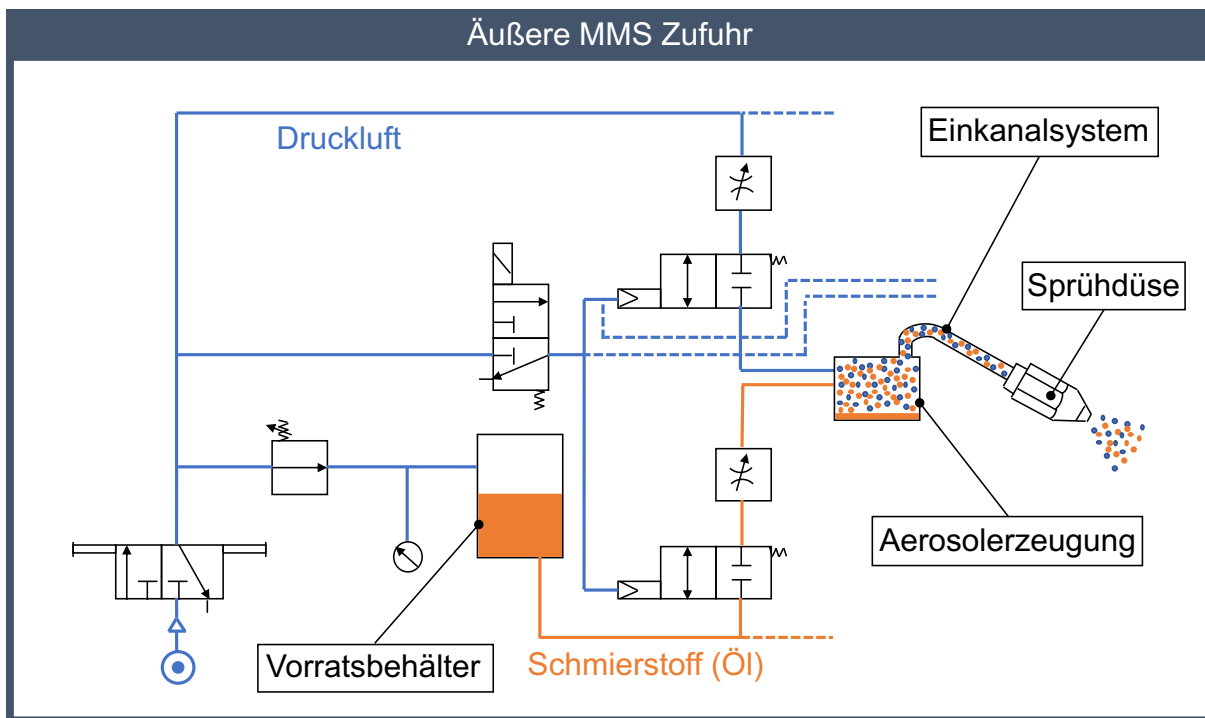 Äußere MMS Zufuhr
Druckluft
Einkanalsystem
Sprühdüse
Aerosolerzeugung
Vorratsbehälter
Schmierstoff (Öl)